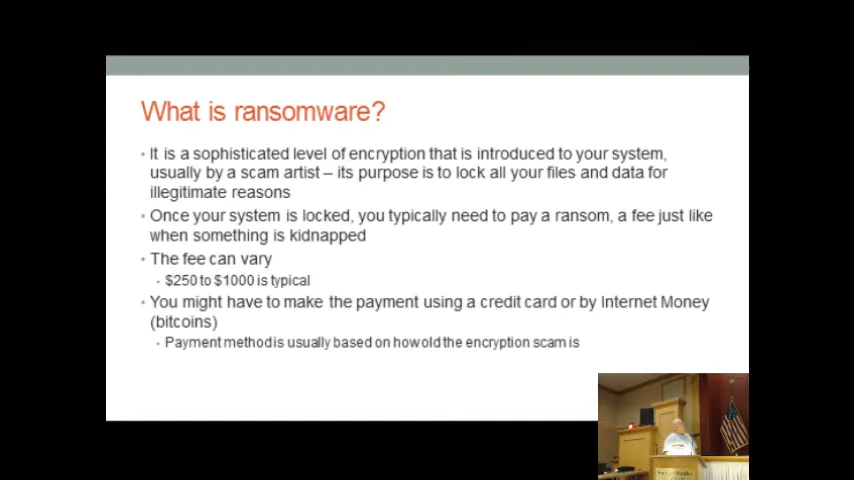 What is ransomware?
• It is a sophisticated level of encryption that is introduced to your system,
usually by a scam artist – its purpose is to lock all your files and data for
illegitimate reasons
• Once your system is locked, you typically need to pay a ransom, a fee just like
when something is kidnapped
• The fee can vary
• $250 to $1000 is typical
• You might have to make the payment using a credit card or by Internet Money
(bitcoins)
• Payment method is usually based on how old the encryption scam is